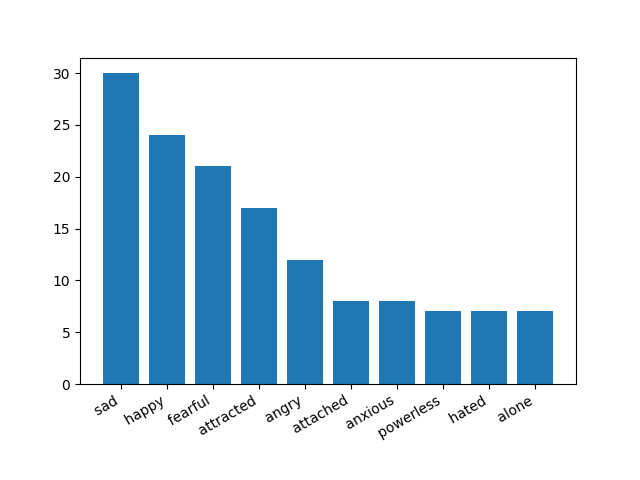 30
25
20
15
10
5
0
sad
happy
fearful
attracted
angry
attached
anxious
powerless
hated
alone